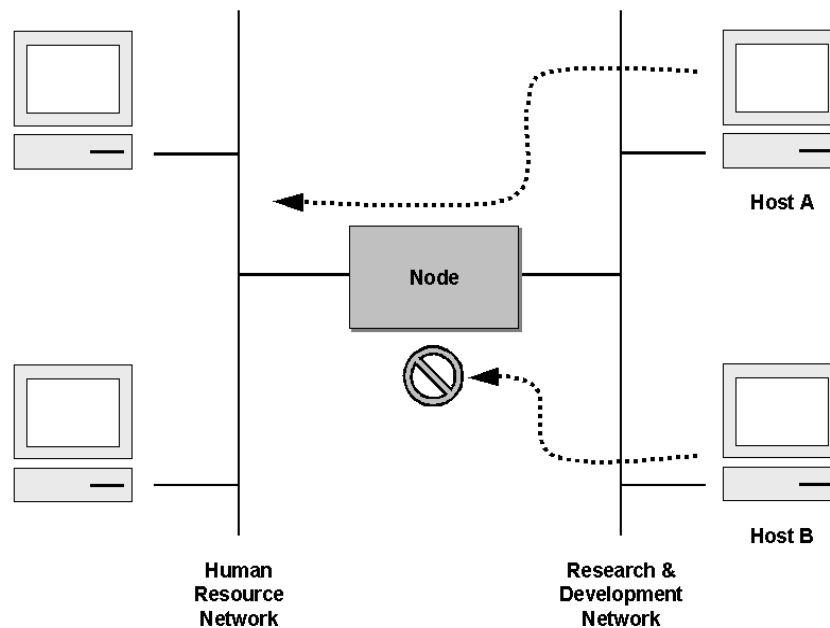 Host A
Node
Host B
Human
Resource
Network
Research &
Development
Network